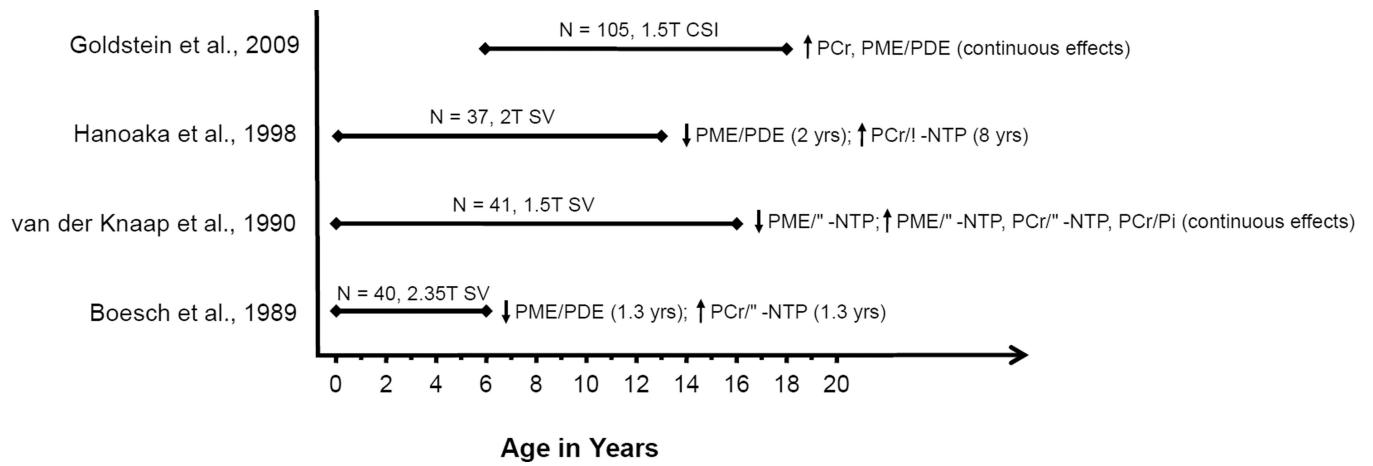 N = 105, 1.5T CSI
Goldstein et al., 2009 ↑ PCr, PME/PDE (continuous effects)
N = 37, 2T SV
Hanoaka et al., 1998 ↓ PME/PDE (2 yrs); ↑ PCr/! -NTP (8 yrs)
N = 41, 1.5T SV
van der Knaap et al., 1990 ↓ PME/" -NTP; ↑ PME/" -NTP, PCr/" -NTP, PCr/Pi (continuous effects)
N = 40, 2.35T SV
Boesch et al., 1989 ↓ PME/PDE (1.3 yrs); ↑ PCr/" -NTP (1.3 yrs)
0 2 4 6 8 10 12 14 16 18 20
Age in Years